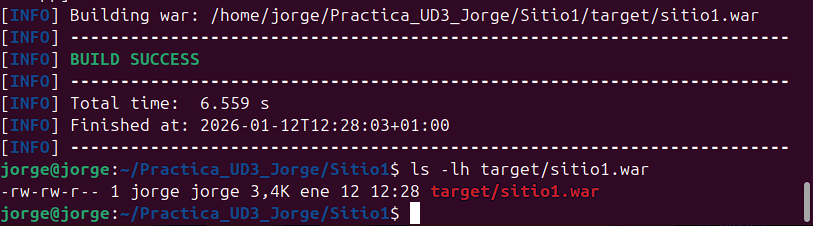 [INFO] Building war: /home/jorge/Practica_UD3_Jorge/Sitio1/target/sitio1.war
[INFO] ------------------------------------------------------------------------
[INFO] BUILD SUCCESS
[INFO] ------------------------------------------------------------------------
[INFO] Total time:  6.559 s
[INFO] Finished at: 2026-01-12T12:28:03+01:00
[INFO] ------------------------------------------------------------------------
jorge@jorge:~/Practica_UD3_Jorge/Sitio1$ ls -lh target/sitio1.war
-rw-rw-r-- 1 jorge jorge 3,4K ene 12 12:28 target/sitio1.war
jorge@jorge:~/Practica_UD3_Jorge/Sitio1$